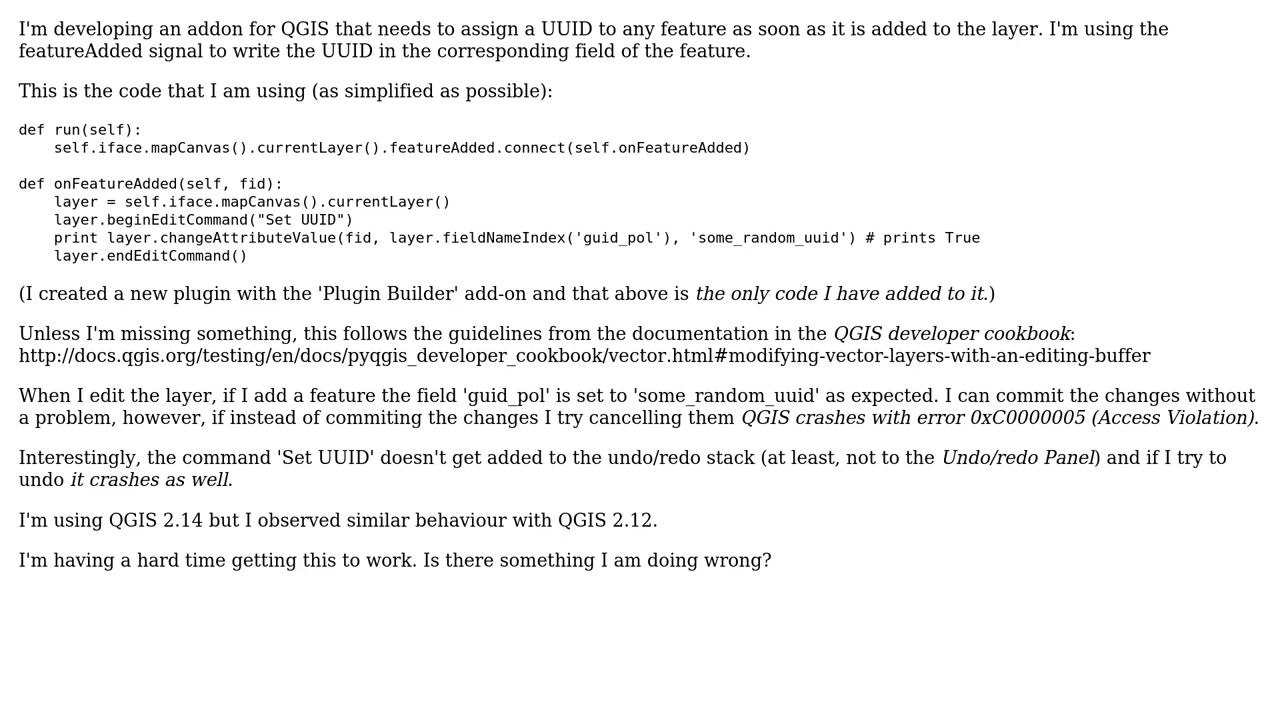 I'm developing an addon for QGIS that needs to assign a UUID to any feature as soon as it is added to the layer. I'm using the
featureAdded signal to write the UUID in the corresponding field of the feature.
This is the code that I am using (as simplified as possible):
def run(self):
    self.iface.mapCanvas().currentLayer().featureAdded.connect(self.onFeatureAdded)
def onFeatureAdded(self, fid):
    layer = self.iface.mapCanvas().currentLayer()
    layer.beginEditCommand("Set UUID")
    print layer.changeAttributeValue(fid, layer.fieldNameIndex('guid_pol'), 'some_random_uuid') # prints True
    layer.endEditCommand()
(I created a new plugin with the 'Plugin Builder' add-on and that above is the only code I have added to it.)
Unless I'm missing something, this follows the guidelines from the documentation in the QGIS developer cookbook:
http://docs.qgis.org/testing/en/docs/pyqgis_developer_cookbook/vector.html#modifying-vector-layers-with-an-editing-buffer
When I edit the layer, if I add a feature the field 'guid_pol' is set to 'some_random_uuid' as expected. I can commit the changes without
a problem, however, if instead of commiting the changes I try cancelling them QGIS crashes with error 0xC0000005 (Access Violation).
Interestingly, the command 'Set UUID' doesn't get added to the undo/redo stack (at least, not to the Undo/redo Panel) and if I try to
undo it crashes as well.
I'm using QGIS 2.14 but I observed similar behaviour with QGIS 2.12.
I'm having a hard time getting this to work. Is there something I am doing wrong?